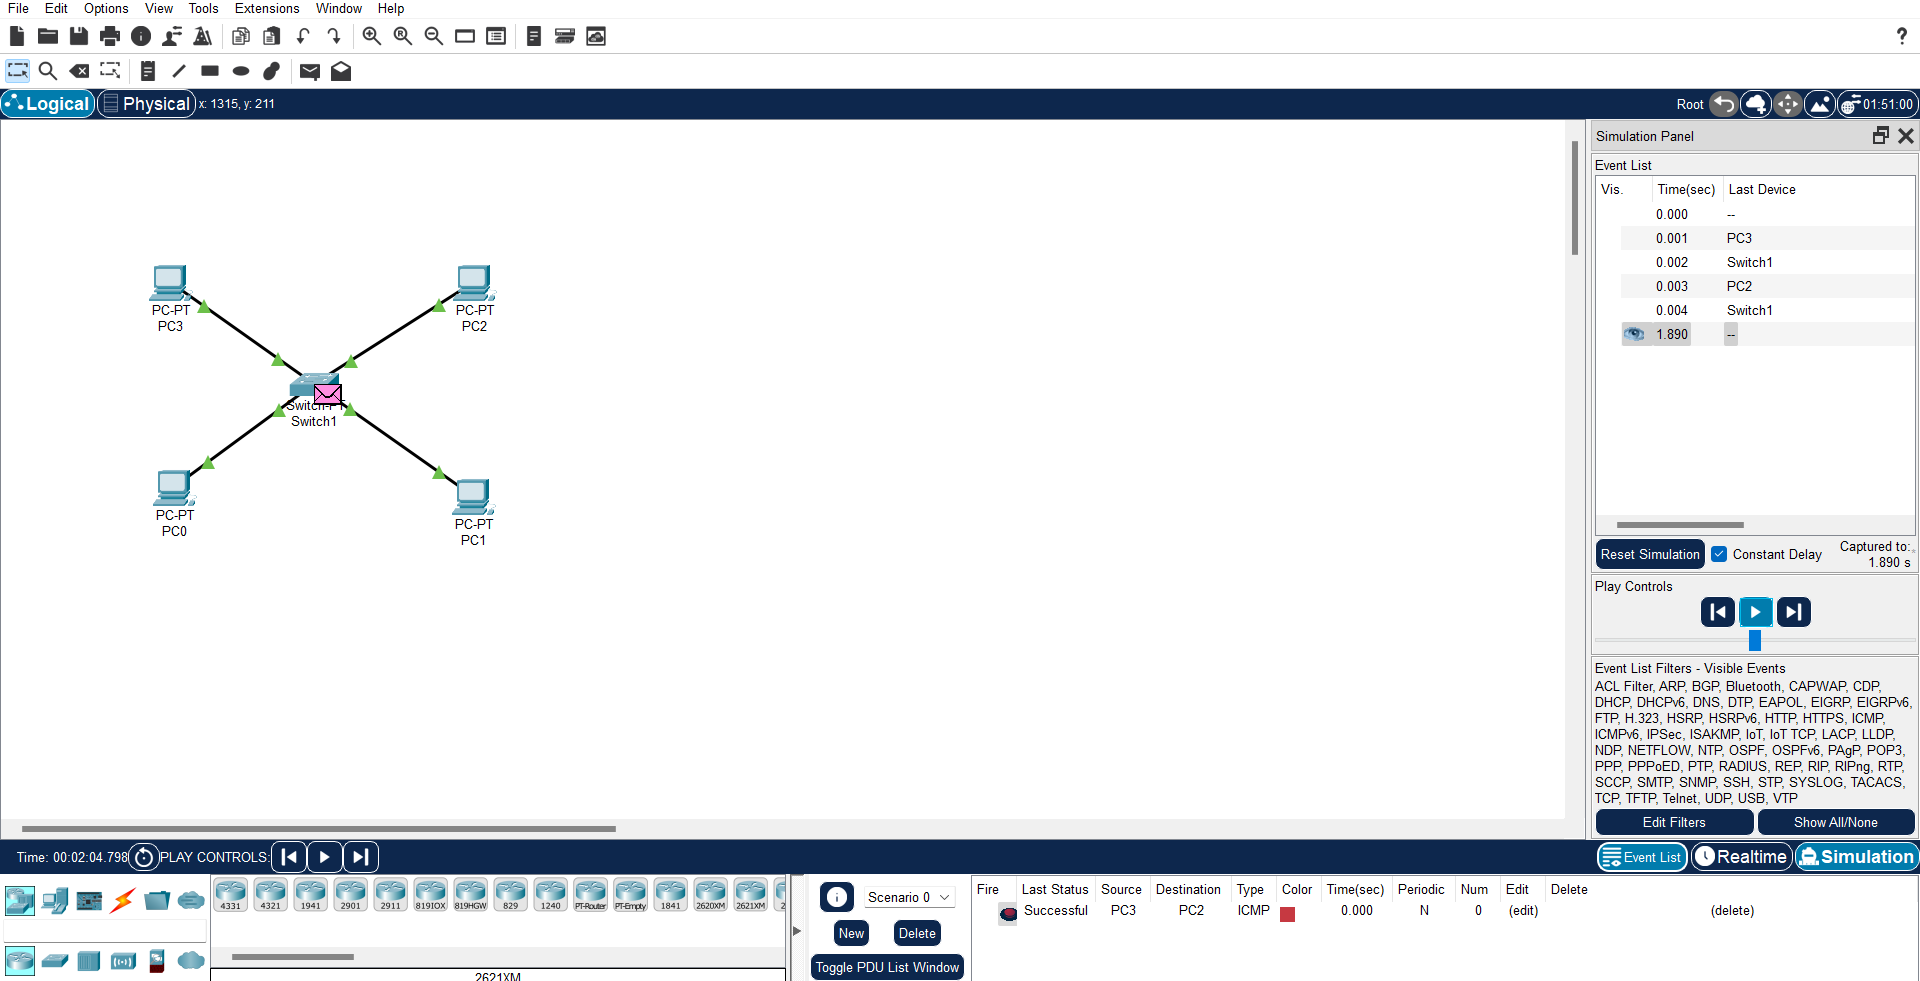 File Edit Options View Tools Extensions Window Help
?
Logical Physical x: 1315, y: 211 Root 01:51:00
Simulation Panel
Event List
Vis. Time(sec) Last Device
0.000 --
0.001 PC3
0.002 Switch1
0.003 PC2
0.004 Switch1
1.890 --
PC-PT
PC3
PC-PT
PC2
Switch-PT
Switch1
PC-PT
PC0
PC-PT
PC1
Reset Simulation Constant Delay Captured to:
1.890 s
Play Controls
Event List Filters - Visible Events
ACL Filter, ARP, BGP, Bluetooth, CAPWAP, CDP,
DHCP, DHCPv6, DNS, DTP, EAPOL, EIGRP, EIGRPv6,
FTP, H.323, HSRP, HSRPv6, HTTP, HTTPS, ICMP,
ICMPv6, IPSec, ISAKMP, IoT, IoT TCP, LACP, LLDP,
NDP, NETFLOW, NTP, OSPF, OSPFv6, PAgP, POP3,
PPP, PPPoED, PTP, RADIUS, REP, RIP, RIPng, RTP,
SCCP, SMTP, SNMP, SSH, STP, SYSLOG, TACACS,
TCP, TFTP, Telnet, UDP, USB, VTP
Edit Filters Show All/None
Time: 00:02:04.798 PLAY CONTROLS: Event List Realtime Simulation
4331 4321 1941 2901 2911 819IOX 819HGW 829 1240 PT-Router PT-Empty 1841 2620XM 2621XM 2
2621XM
Scenario 0
New Delete
Toggle PDU List Window
Fire Last Status Source Destination Type Color Time(sec) Periodic Num Edit Delete
Successful PC3 PC2 ICMP 0.000 N 0 (edit) (delete)